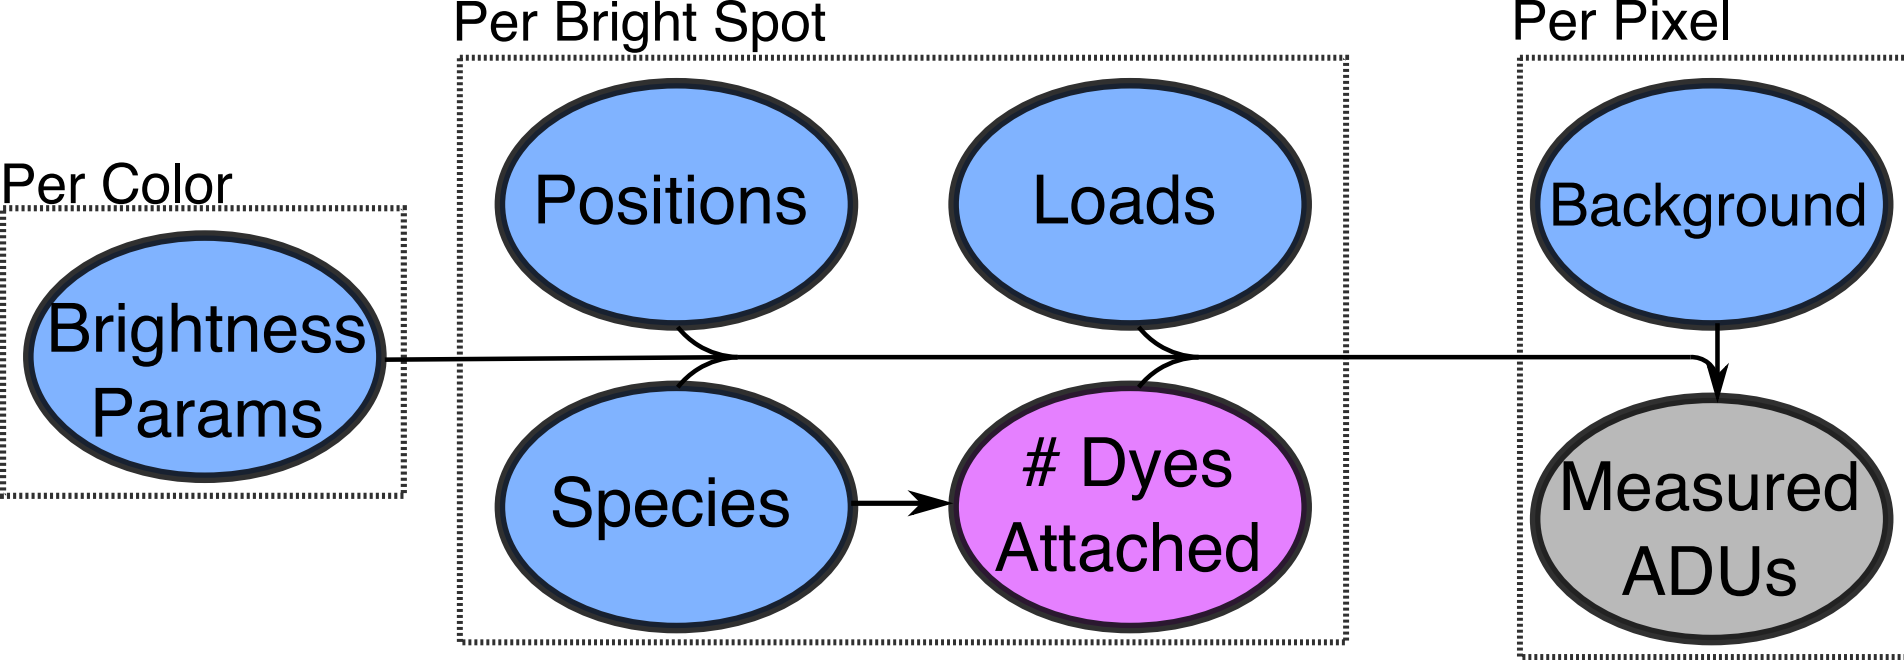 Per Color
Brightness
Params
Per Bright Spot
Positions
Loads
Species
# Dyes
Attached
Per Pixel
Background
Measured
ADUs